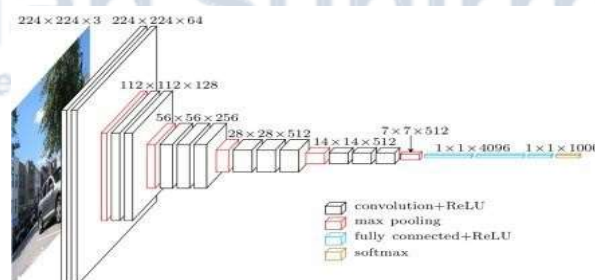 224×224×3 224×224×64
112×112×128
56×56×256
28×28×512
14×14×512
7×7×512
1×1×4096 1×1×1000
convolution+ReLU
max pooling
fully connected+ReLU
softmax